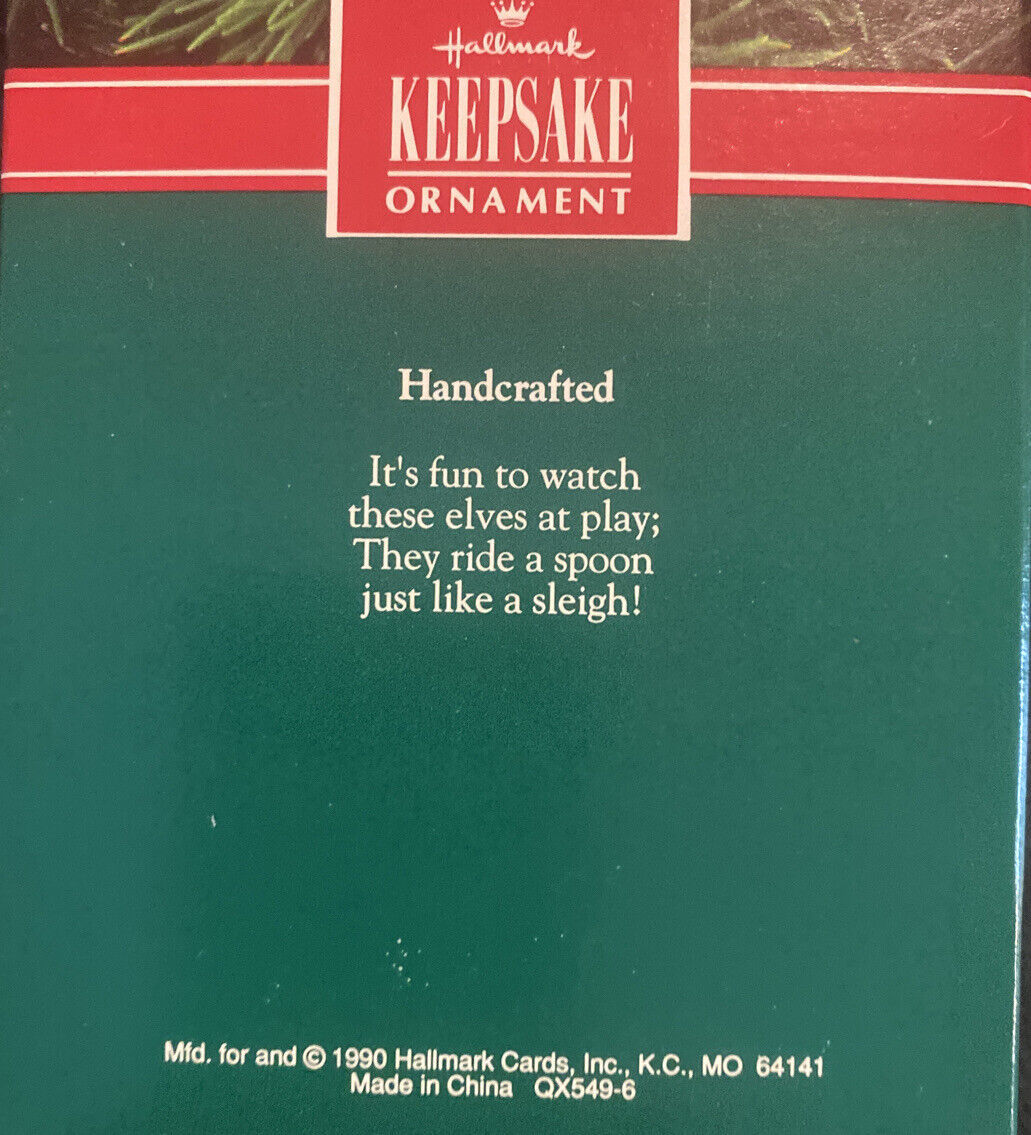 Hallmark
KEEPSAKE
ORNAMENT
Handcrafted
It's fun to watch
these elves at play;
They ride a spoon
just like a sleigh!
Mfd. for and © 1990 Hallmark Cards, Inc., K.C., MO 64141
Made in China QX549-6